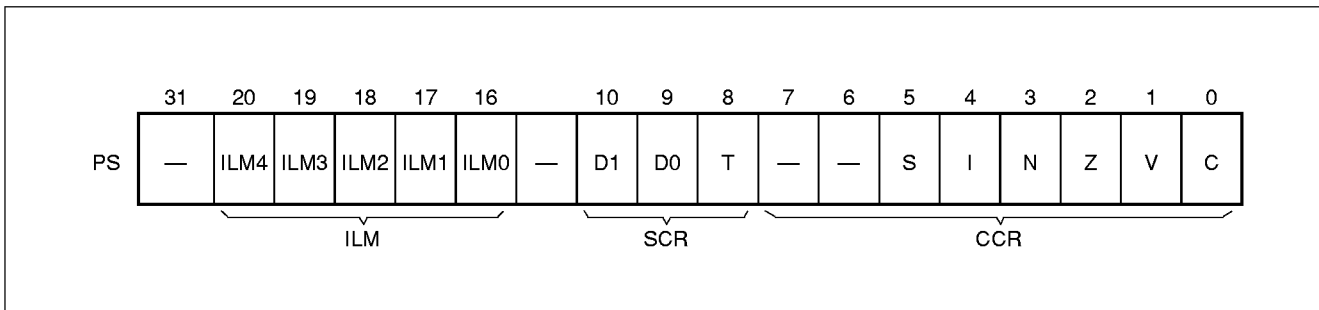 31 20 19 18 17 16 10 9 8 7 6 5 4 3 2 1 0
PS — ILM4 ILM3 ILM2 ILM1 ILM0 — D1 D0 T — — S I N Z V C
ILM SCR CCR